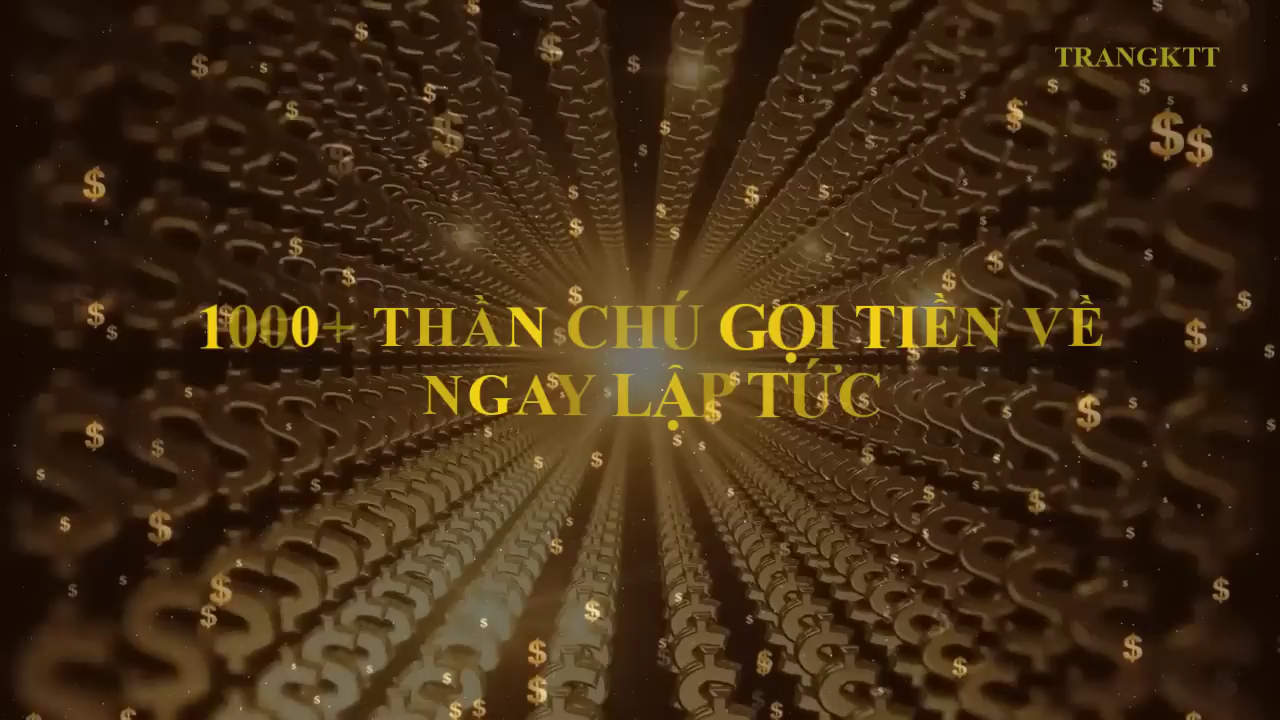 TRANGKTT
1000+ THẦN CHÚ GỌI TIỀN VỀ
NGAY LẬP TỨC